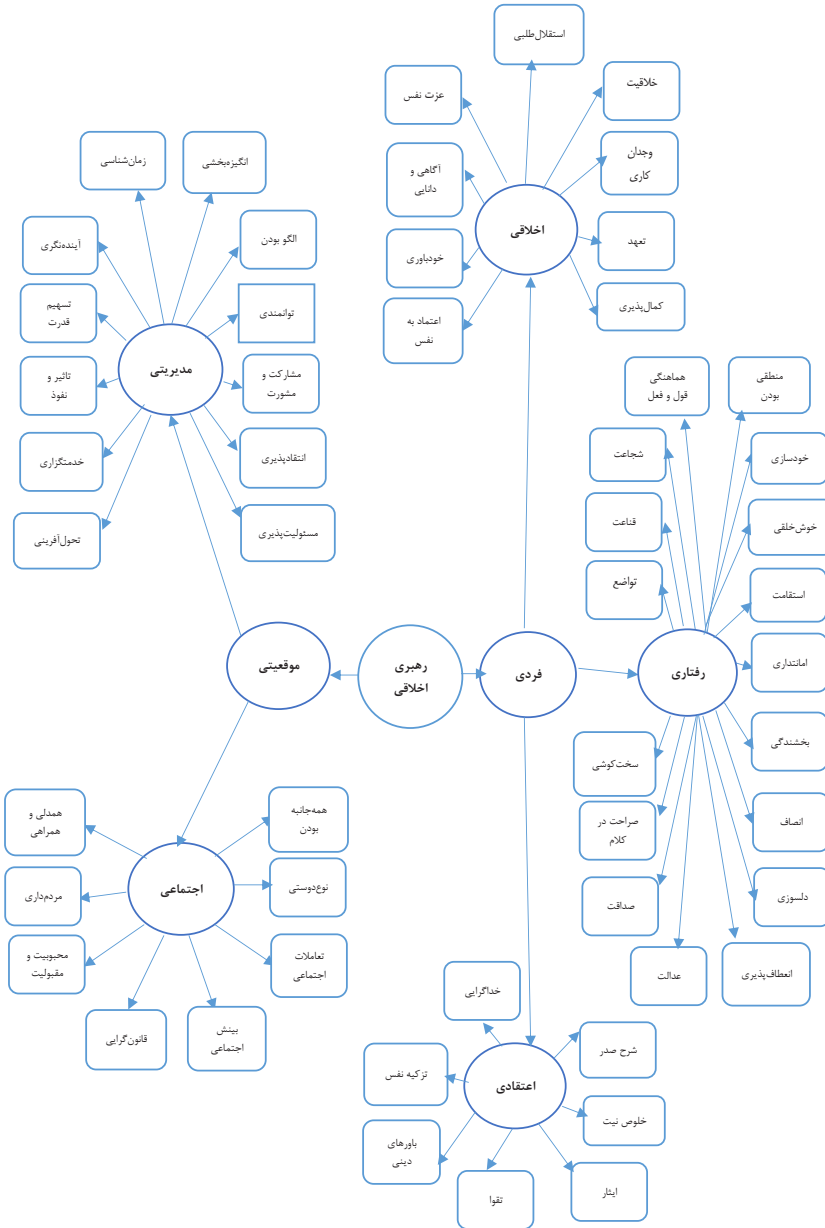 استقلال‌طلبی
خلاقیت
عزت نفس
وجدان
کاری
آگاهی و
دانایی
اخلاقی
تعهد
خودباوری
کمال‌پذیری
اعتماد به
نفس
انگیزه‌بخشی
زمان‌شناسی
الگو بودن
آینده‌نگری
توانمندی
تسهیم
قدرت
مدیریتی
مشارکت و
مشورت
تاثیر و
نفوذ
انتقادپذیری
خدمتگزاری
مسئولیت‌پذیری
تحول‌آفرینی
منطقی
بودن
هماهنگی
قول و فعل
خودسازی
شجاعت
خوش‌خلقی
قناعت
استقامت
تواضع
امانتداری
رفتاری
فردی
رهبری
اخلاقی
موقعیتی
بخشندگی
سخت‌کوشی
انصاف
صراحت در
کلام
دلسوزی
صداقت
انعطاف‌پذیری
عدالت
همه‌جانبه
بودن
همدلی و
همراهی
نوع‌دوستی
اجتماعی
مردم‌داری
تعاملات
اجتماعی
محبوبیت و
مقبولیت
بینش
اجتماعی
قانون‌گرایی
خداگرایی
شرح صدر
تزکیه نفس
اعتقادی
خلوص نیت
باورهای
دینی
ایثار
تقوا